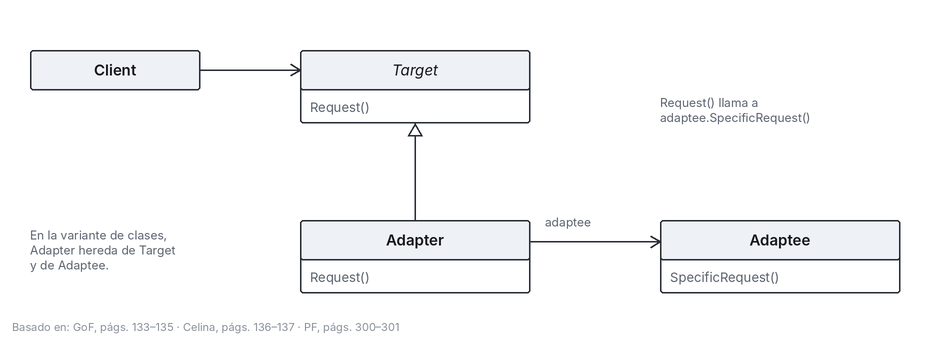 Client
Target
Request()
Request() llama a
adaptee.SpecificRequest()
En la variante de clases,
Adapter hereda de Target
y de Adaptee.
Adapter
Request()
adaptee
Adaptee
SpecificRequest()
Basado en: GoF, págs. 133–135 · Celina, págs. 136–137 · PF, págs. 300–301